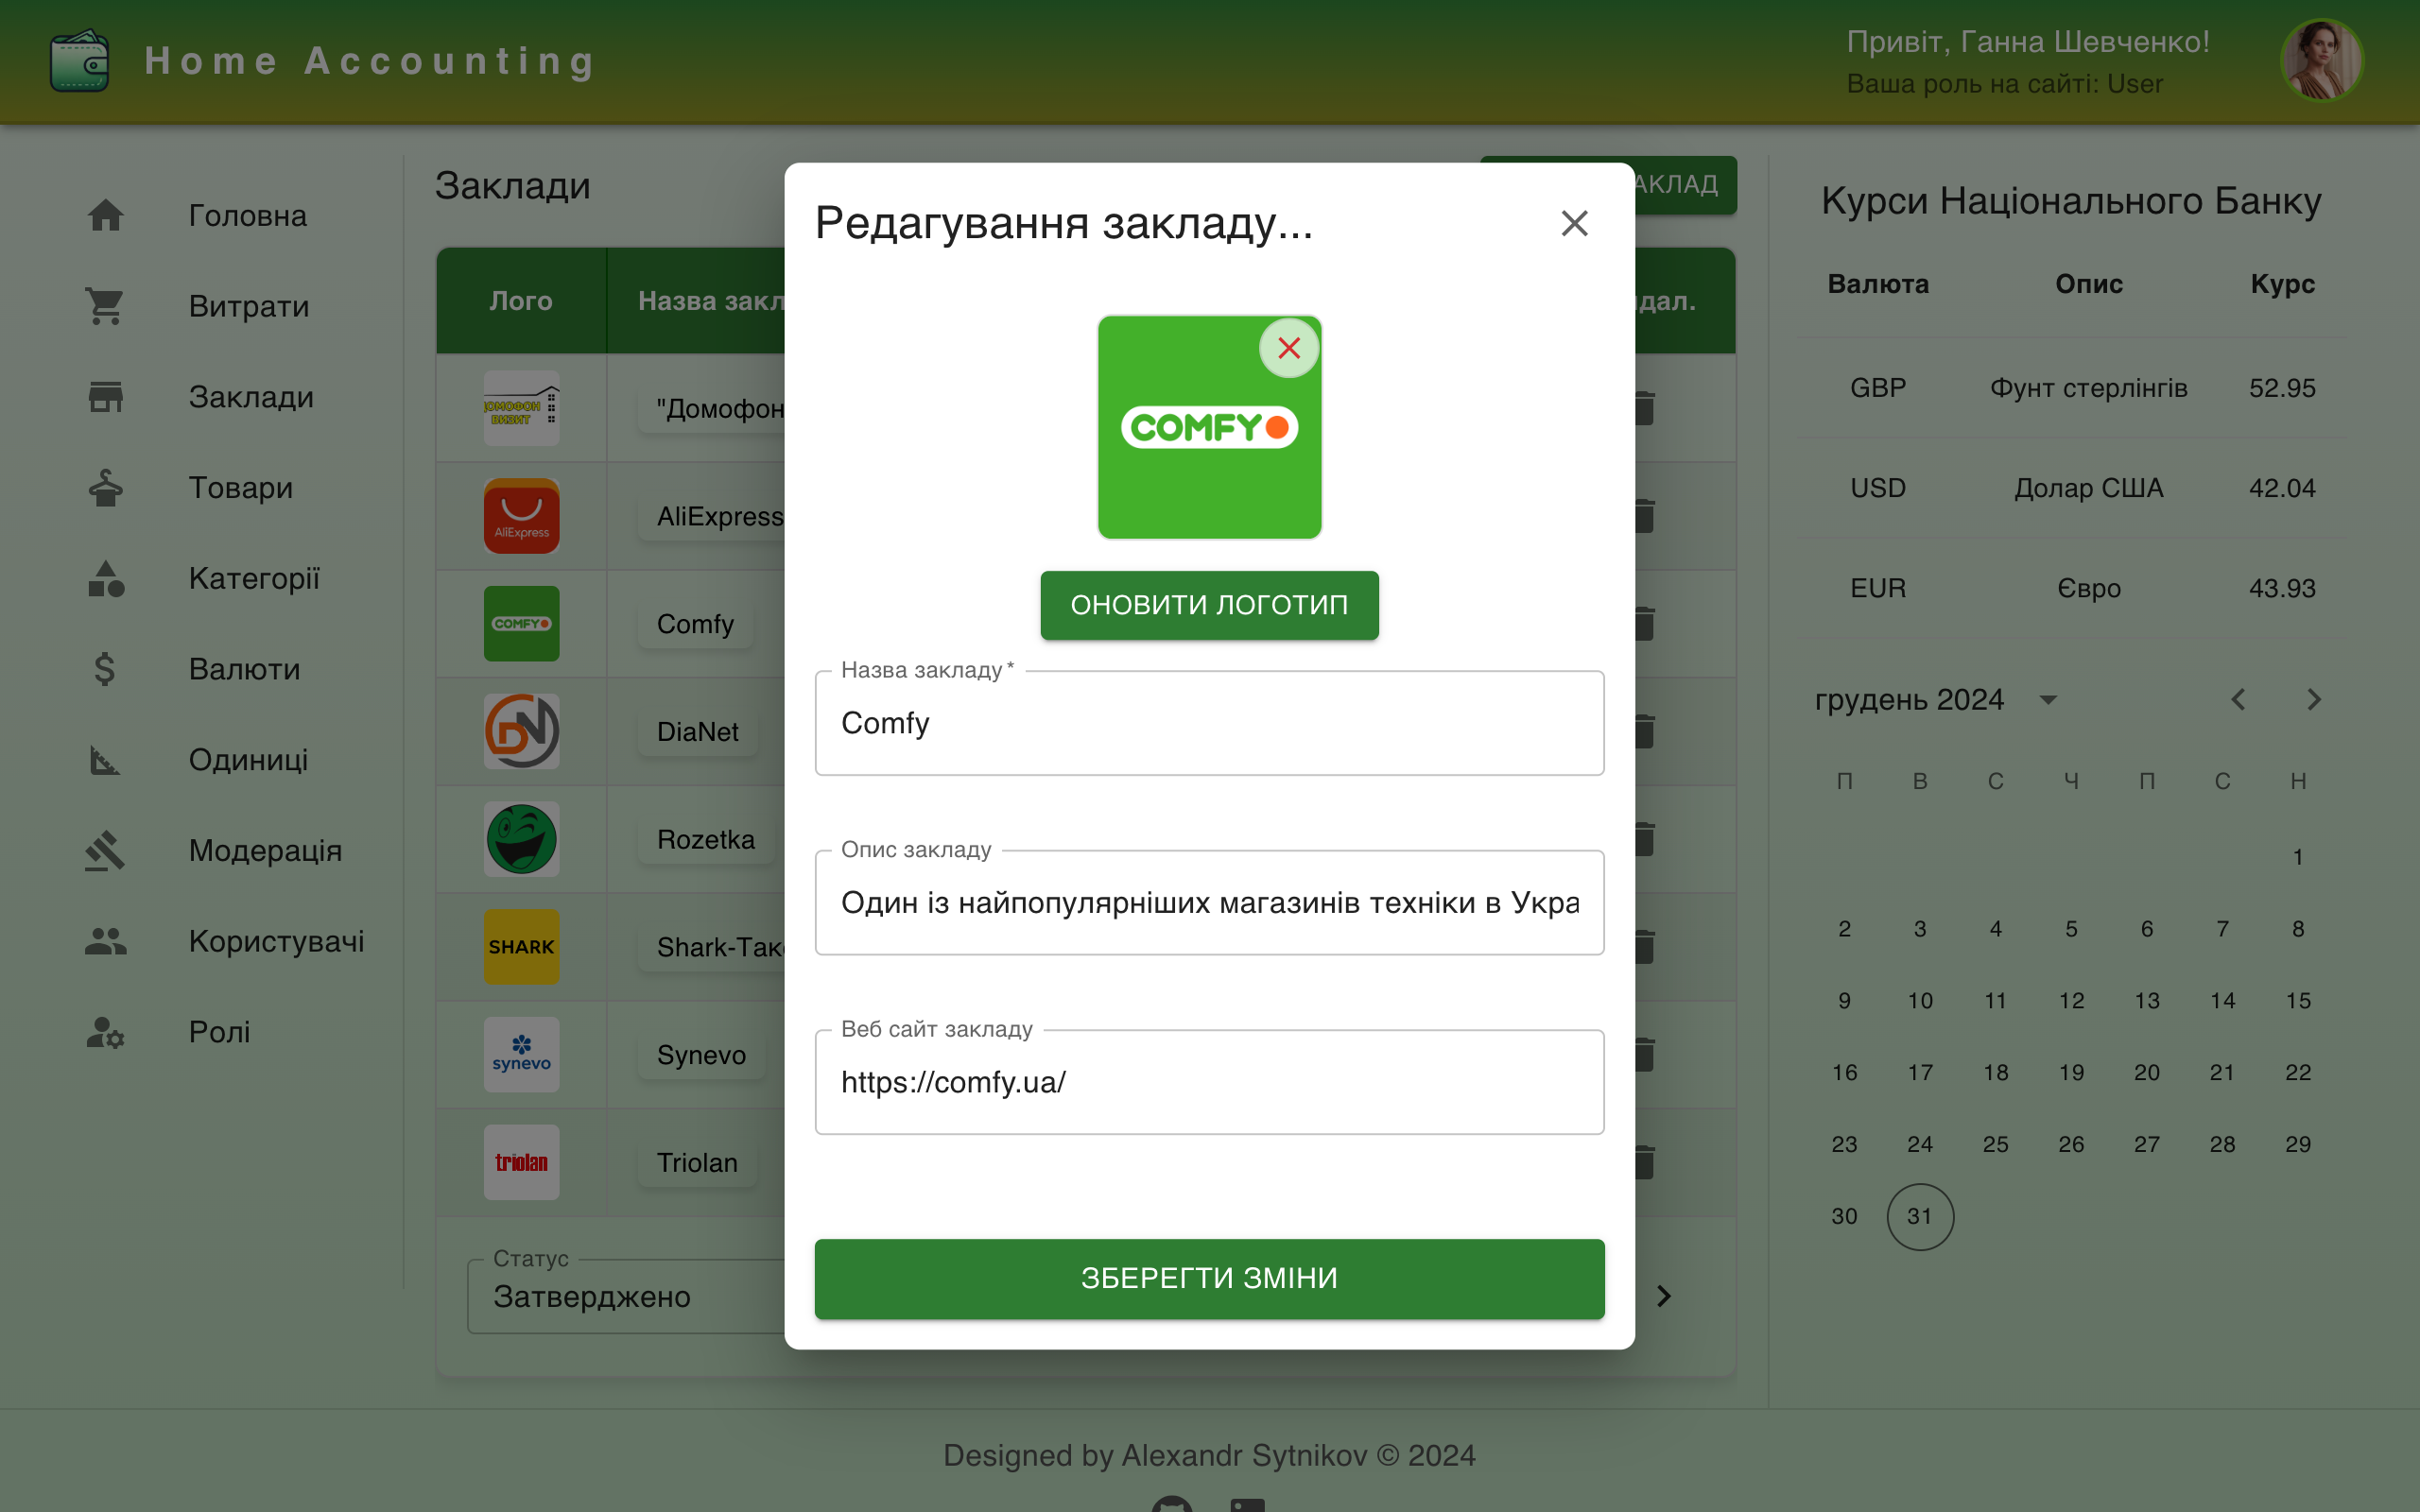 Home Accounting
Привіт, Ганна Шевченко!
Ваша роль на сайті: User
Головна
Витрати
Заклади
Товари
Категорії
Валюти
Одиниці
Модерація
Користувачі
Ролі
Заклади
Лого
ДОМОФОН
ВИЗИТ
"Домофон
AliExpress
AliExpress
COMFY
Comfy
DN
DiaNet
Rozetka
SHARK
Shark-Так
synevo
Synevo
triolan
Triolan
Статус
Затверджено
Редагування закладу...
COMFY
ОНОВИТИ ЛОГОТИП
Назва закладу *
Comfy
Опис закладу
Один із найпопулярніших магазинів техніки в Укра
Веб сайт закладу
https://comfy.ua/
ЗБЕРЕГТИ ЗМІНИ
Курси Національного Банку
Валюта Опис Курс
GBP Фунт стерлінгів 52.95
USD Долар США 42.04
EUR Євро 43.93
грудень 2024
П В С Ч П С Н
1
2 3 4 5 6 7 8
9 10 11 12 13 14 15
16 17 18 19 20 21 22
23 24 25 26 27 28 29
30 31
Designed by Alexandr Sytnikov © 2024